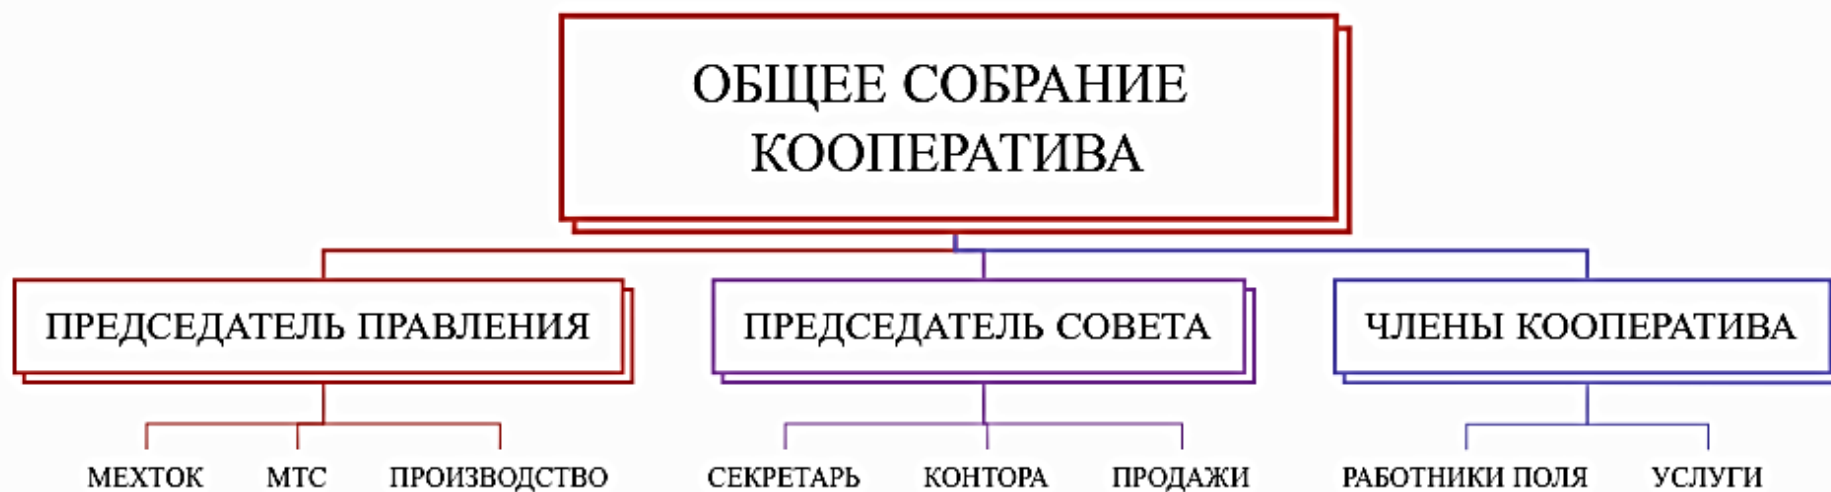 ОБЩЕЕ СОБРАНИЕ
КООПЕРАТИВА
ПРЕДСЕДАТЕЛЬ ПРАВЛЕНИЯ
ПРЕДСЕДАТЕЛЬ СОВЕТА
ЧЛЕНЫ КООПЕРАТИВА
МЕХТОК
МТС
ПРОИЗВОДСТВО
СЕКРЕТАРЬ
КОНТОРА
ПРОДАЖИ
РАБОТНИКИ ПОЛЯ
УСЛУГИ